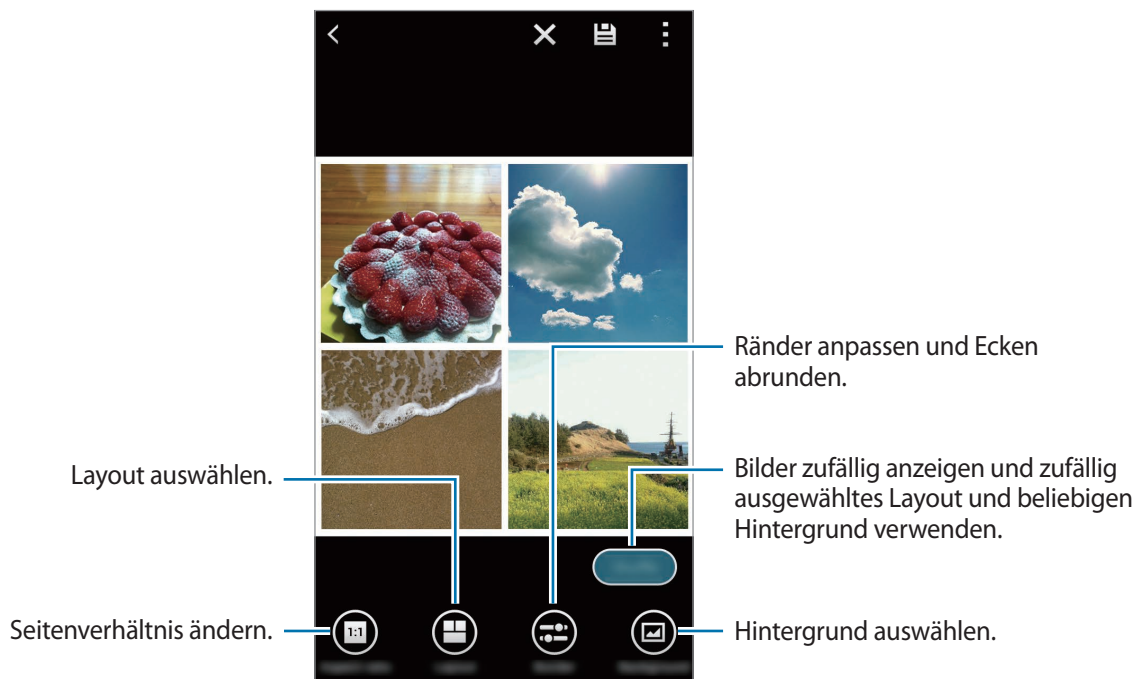 Ränder anpassen und Ecken
abrunden.
Layout auswählen.
Bilder zufällig anzeigen und zufällig
ausgewähltes Layout und beliebigen
Hintergrund verwenden.
Seitenverhältnis ändern.
1:1
Hintergrund auswählen.